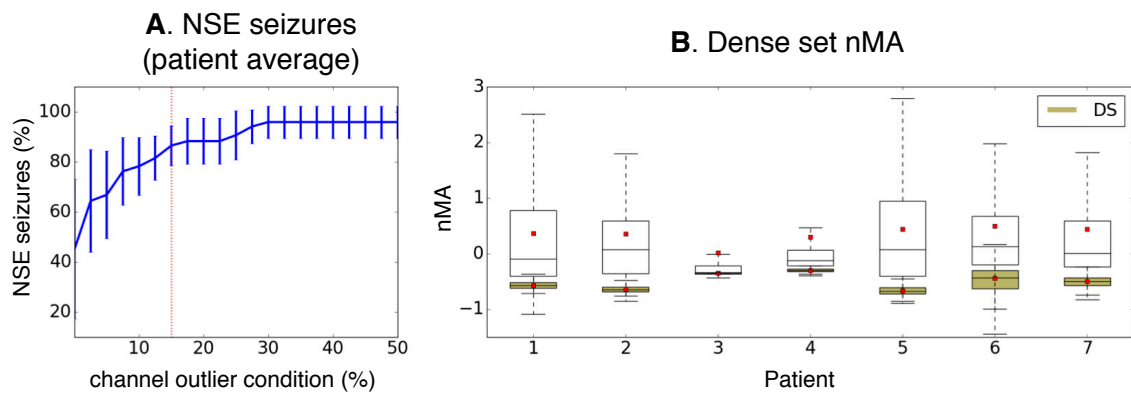 A. NSE seizures
(patient average)
NSE seizures (%)
100
80
60
40
20
10
20
30
40
50
channel outlier condition (%)
B. Dense set nMA
nMA
3
2
1
0
−1
DS
1
2
3
4
5
6
7
Patient